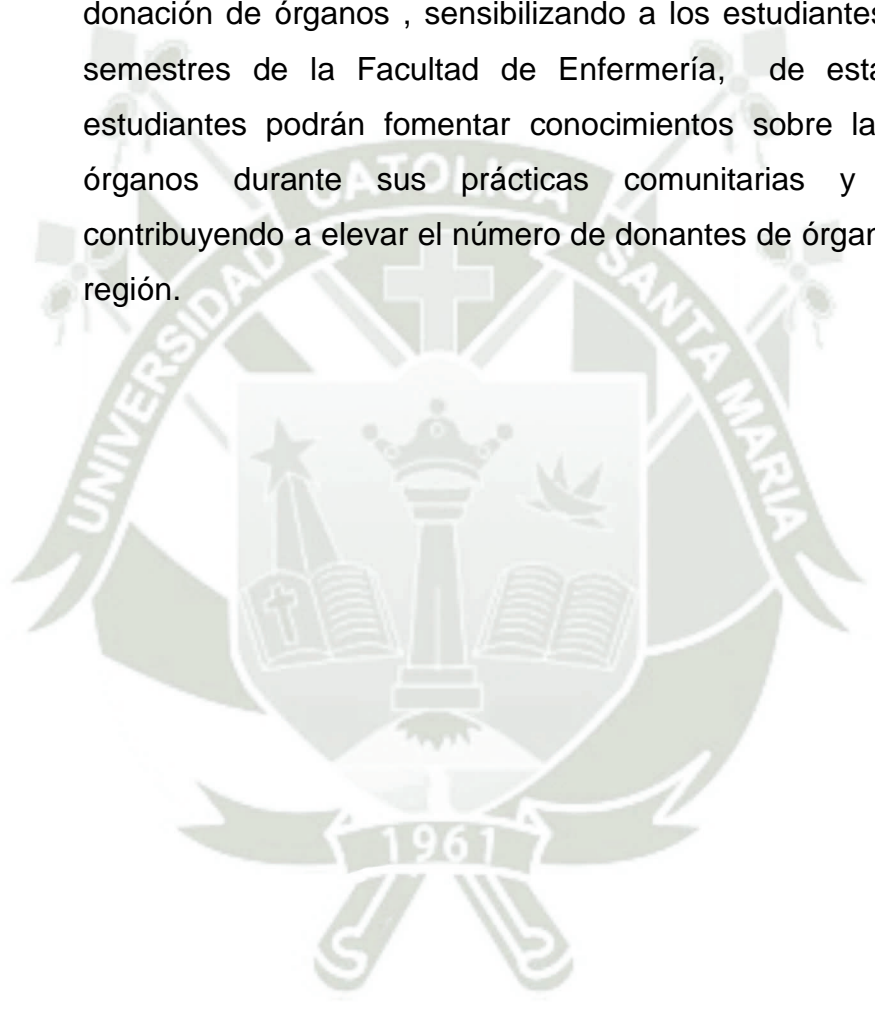 donación de órganos , sensibilizando a los estudiantes
semestres de la Facultad de Enfermería, de esta
estudiantes podrán fomentar conocimientos sobre la
órganos durante sus prácticas comunitarias y
contribuyendo a elevar el número de donantes de órgan
región.
UNIVERSIDAD CATOLICA SANTA MARIA
1961